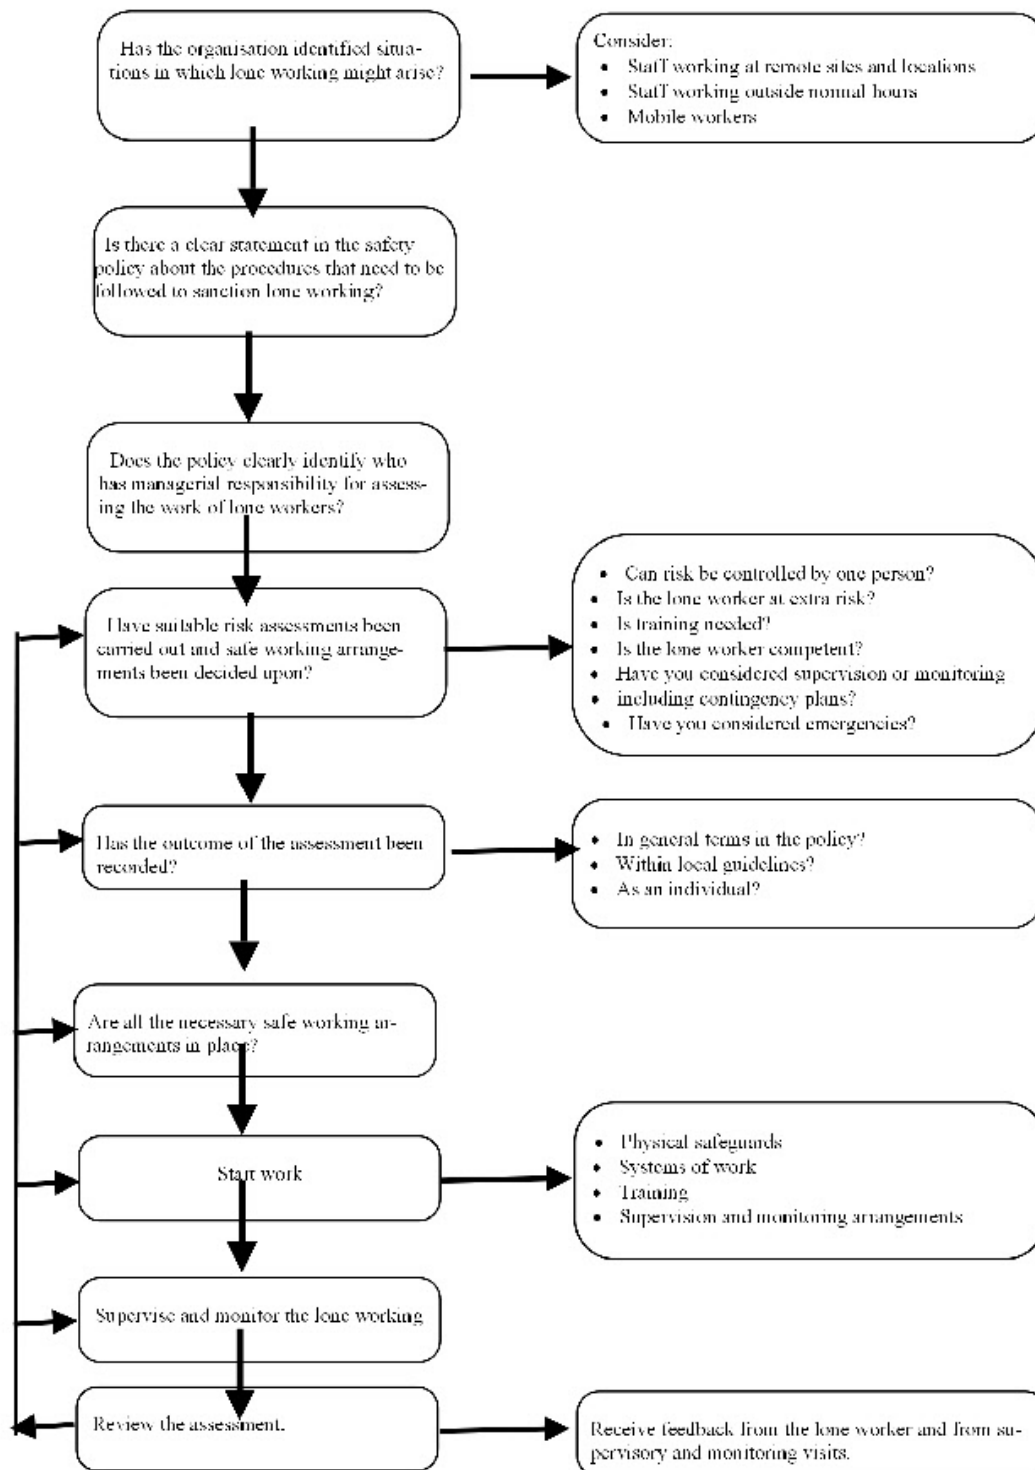 Has the organisation identified situa-
tions in which lone working might arise?
Consider:
• Staff working at remote sites and locations
• Staff working outside normal hours
• Mobile workers
Is there a clear statement in the safety
policy about the procedures that need to be
followed to sanction lone working?
Does the policy clearly identify who
has managerial responsibility for assess-
ing the work of lone workers?
Have suitable risk assessments been
carried out and safe working arrange-
ments been decided upon?
• Can risk be controlled by one person?
• Is the lone worker at extra risk?
• Is training needed?
• Is the lone worker competent?
• Have you considered supervision or monitoring
• including contingency plans?
• Have you considered emergencies?
Has the outcome of the assessment been
recorded?
• In general terms in the policy?
• Within local guidelines?
• As an individual?
Are all the necessary safe working ar-
rangements in place?
Start work
• Physical safeguards
• Systems of work
• Training
• Supervision and monitoring arrangements
Supervise and monitor the lone working
Review the assessment.
Receive feedback from the lone worker and from su-
pervisory and monitoring visits.